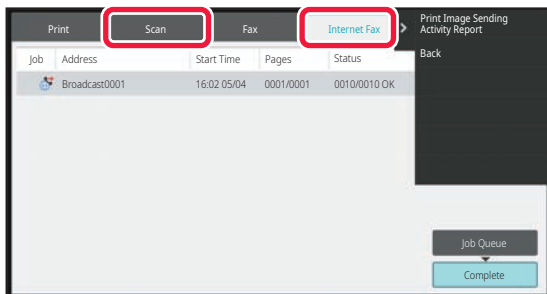 Print Scan Fax Internet Fax
Print Image Sending
Activity Report
Back
Job Address Start Time Pages Status
Broadcast0001 16:02 05/04 0001/0001 0010/0010 OK
Job Queue
Complete